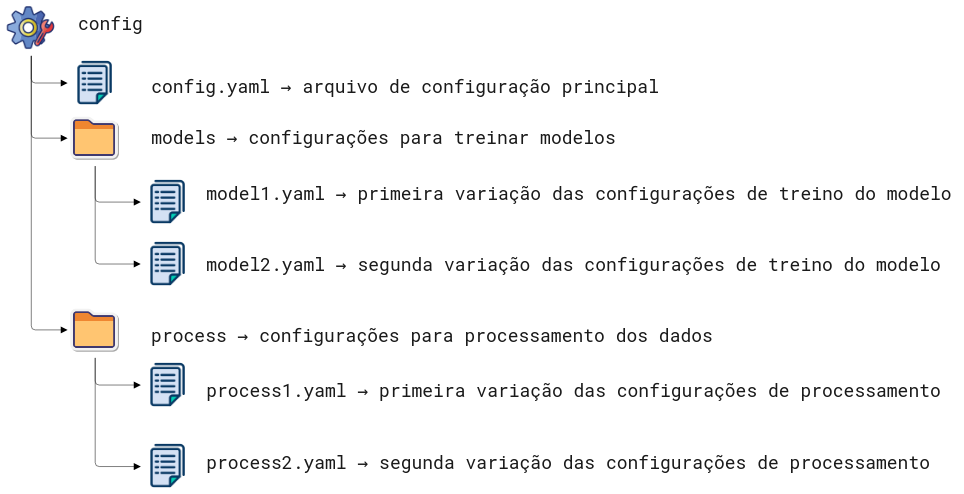 config
config.yaml → arquivo de configuração principal
models → configurações para treinar modelos
model1.yaml → primeira variação das configurações de treino do modelo
model2.yaml → segunda variação das configurações de treino do modelo
process → configurações para processamento dos dados
process1.yaml → primeira variação das configurações de processamento
process2.yaml → segunda variação das configurações de processamento